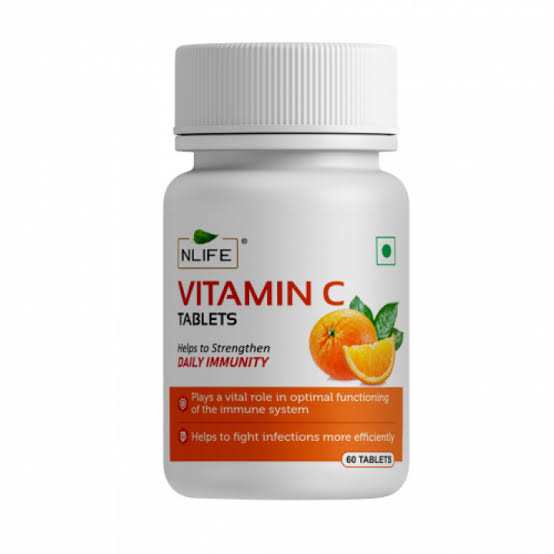 NLIFE®
VITAMIN C
TABLETS
Helps to Strengthen
DAILY IMMUNITY
Plays a vital role in optimal functioning
of the immune system
Helps to fight infections more efficiently
60 TABLETS